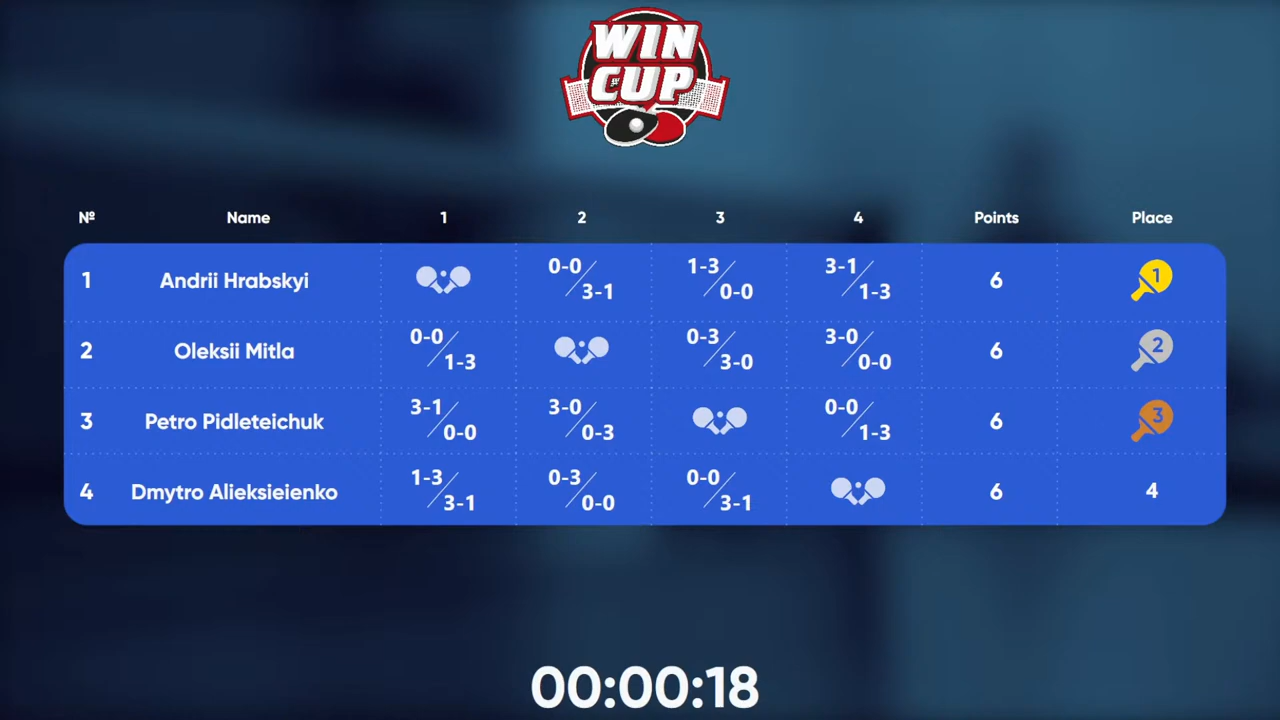 WIN
CUP
№ Name 1 2 3 4 Points Place
1 Andrii Hrabskyi 0-0/3-1 1-3/0-0 3-1/1-3 6 1
2 Oleksii Mitla 0-0/1-3 0-3/3-0 3-0/0-0 6 2
3 Petro Pidleteichuk 3-1/0-0 3-0/0-3 0-0/1-3 6 3
4 Dmytro Alieksieienko 1-3/3-1 0-3/0-0 0-0/3-1 6 4
00:00:18